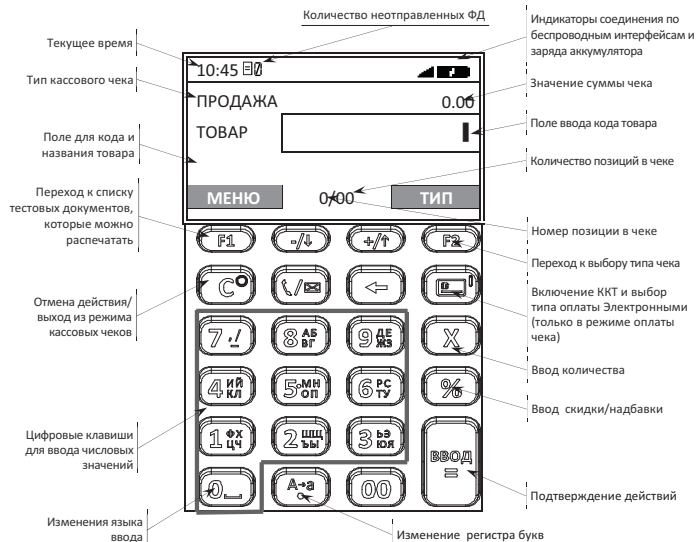 Количество неотправленных ФД
Индикаторы соединения по
беспроводным интерфейсам и
заряда аккумулятора
Текущее время
Тип кассового чека
Значение суммы чека
Поле ввода кода товара
Поле для кода и
названия товара
Количество позиций в чеке
Переход к списку
тестовых документов,
которые можно
распечатать
Номер позиции в чеке
Переход к выбору типа чека
Отмена действия/
выход из режима
кассовых чеков
Включение ККТ и выбор
типа оплаты Электронными
(только в режиме оплаты
чека)
Ввод количества
Ввод скидки/надбавки
Цифровые клавиши
для ввода числовых
значений
Подтверждение действий
Изменения языка
ввода
Изменение регистра букв
10:45
ПРОДАЖА 0.00
ТОВАР
МЕНЮ 0/00 ТИП
F1 -/↓ +/↑ F2
C
7 ./ 8 АБ ВГ 9 ДЕ ЖЗ X
4 ИЙ КЛ 5 МН ОП 6 РС ТУ %
1 ФХ ЦЧ 2 ШЩ ЪЫ 3 ЬЭ ЮЯ ВВОД =
0 А→а 00